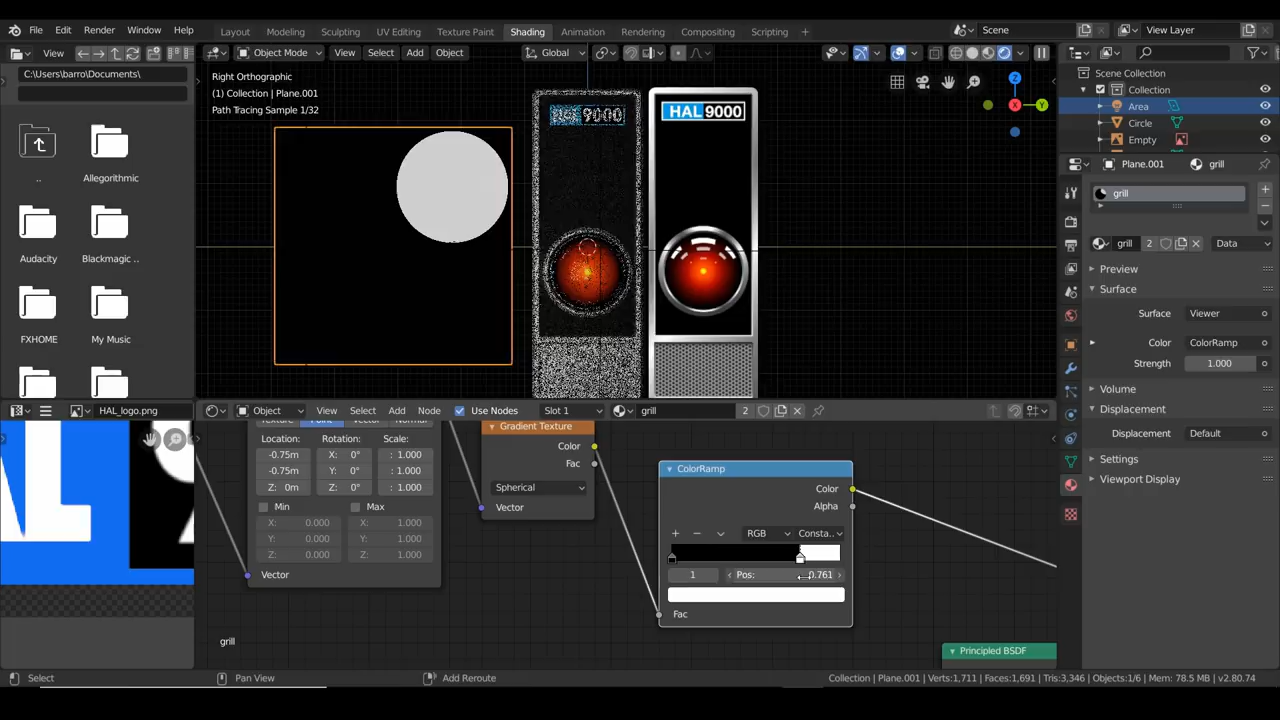 File Edit Render Window Help Layout Modeling Sculpting UV Editing Texture Paint Shading Animation Rendering Compositing Scripting + Scene View Layer
View Object Mode View Select Add Object Global
C:\Users\barro\Documents\
Right Orthographic
(1) Collection | Plane.001
Path Tracing Sample 1/32
Scene Collection
Collection
Area
Circle
Empty
HAL 9000
HAL 9000
Z
Y
X
..
Allegorithmic
Audacity
Blackmagic ..
FXHOME
My Music
Plane.001 grill
grill
grill 2 Data
Preview
Surface
Surface Viewer
Color ColorRamp
Strength 1.000
Volume
Displacement
Displacement Default
Settings
Viewport Display
HAL_logo.png Object View Select Add Node Use Nodes Slot 1 grill 2
Location: Rotation: Scale:
-0.75m X: 0° : 1.000
-0.75m Y: 0° : 1.000
Z: 0m Z: 0° : 1.000
Min Max
X: 0.000 X: 1.000
Y: 0.000 Y: 1.000
Z: 0.000 Z: 1.000
Vector
Gradient Texture
Color
Fac
Spherical
Vector
ColorRamp
Color
Alpha
RGB Consta..
1 Pos: 0.761
Fac
grill
Principled BSDF
Select Pan View Add Reroute Collection | Plane.001 | Verts:1,711 | Faces:1,691 | Tris:3,346 | Objects:1/6 | Mem: 78.5 MB | v2.80.74